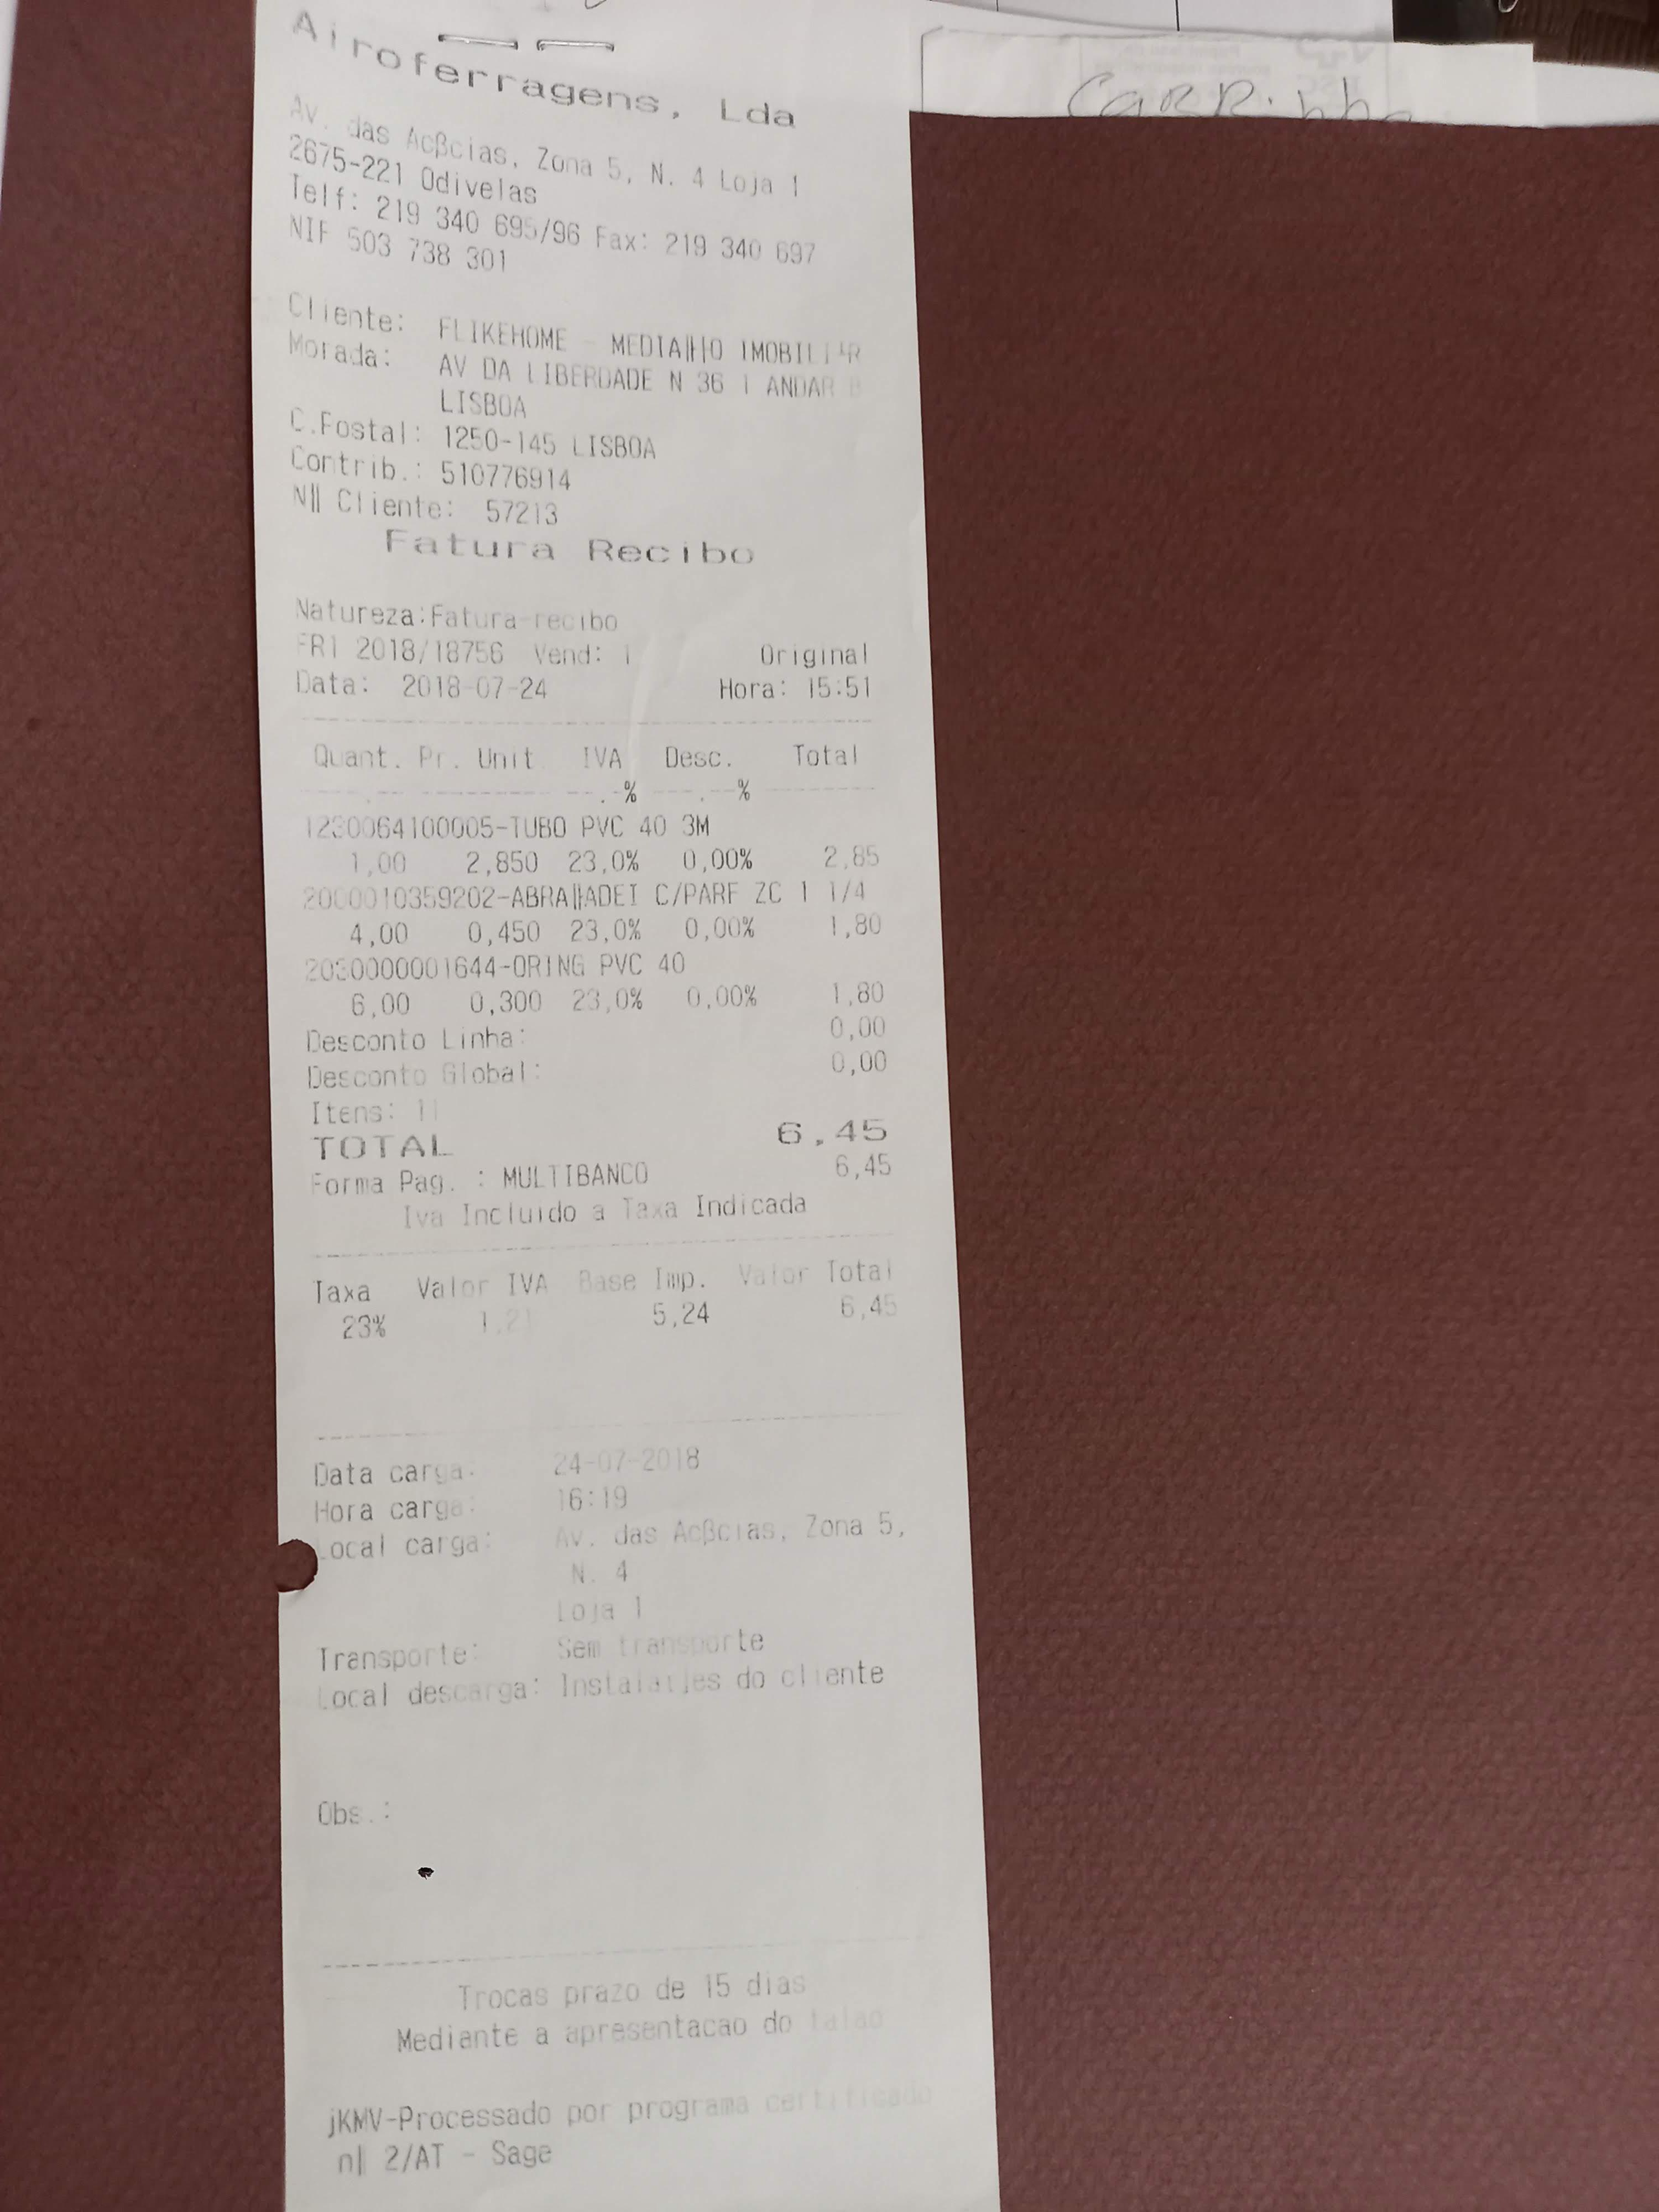 Airoferragens, Lda
Av. das Acβcias, Zona 5, N. 4 Loja 1
2675-221 Odivelas
Telf: 219 340 695/96 Fax: 219 340 697
NIF 503 738 301
Cliente: FLIKEHOME - MEDIA╫╫O IMOBILIAR
Morada: AV DA LIBERDADE N 36 1 ANDAR B
LISBOA
C.Postal: 1250-145 LISBOA
Contrib.: 510776914
N║ Cliente: 57213
Fatura Recibo
Natureza:Fatura-recibo
FR1 2018/18756 Vend: 1 Original
Data: 2018-07-24 Hora: 15:51
Quant. Pr. Unit. IVA Desc. Total
% %
1230064100005-TUBO PVC 40 3M
1,00 2,850 23,0% 0,00% 2,85
2000010359202-ABRA╫ADEI C/PARF ZC 1 1/4
4,00 0,450 23,0% 0,00% 1,80
2030000001644-ORING PVC 40
6,00 0,300 23,0% 0,00% 1,80
Desconto Linha: 0,00
Desconto Global: 0,00
Itens: 11
TOTAL 6,45
Forma Pag. : MULTIBANCO 6,45
Iva Incluido a Taxa Indicada
Taxa Valor IVA Base Imp. Valor Total
23% 1,21 5,24 6,45
Data carga: 24-07-2018
Hora carga: 16:19
Local carga: Av. das Acβcias, Zona 5,
N. 4
Loja 1
Transporte: Sem transporte
Local descarga: do cliente
Obs.:
Trocas prazo de 15 dias
Mediante a apresentacao do talao
jKMV-Processado por programa certificado
n| 2/AT - Sage